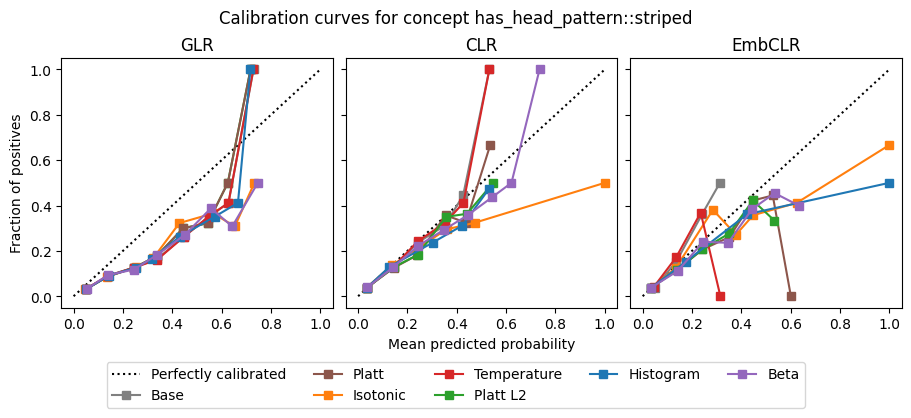 Calibration curves for concept has_head_pattern::striped
GLR
CLR
EmbCLR
Fraction of positives
1.0
0.8
0.6
0.4
0.2
0.0
0.0 0.2 0.4 0.6 0.8 1.0
0.0 0.2 0.4 0.6 0.8 1.0
0.0 0.2 0.4 0.6 0.8 1.0
Mean predicted probability
Perfectly calibrated Platt Temperature Histogram Beta
Base Isotonic Platt L2